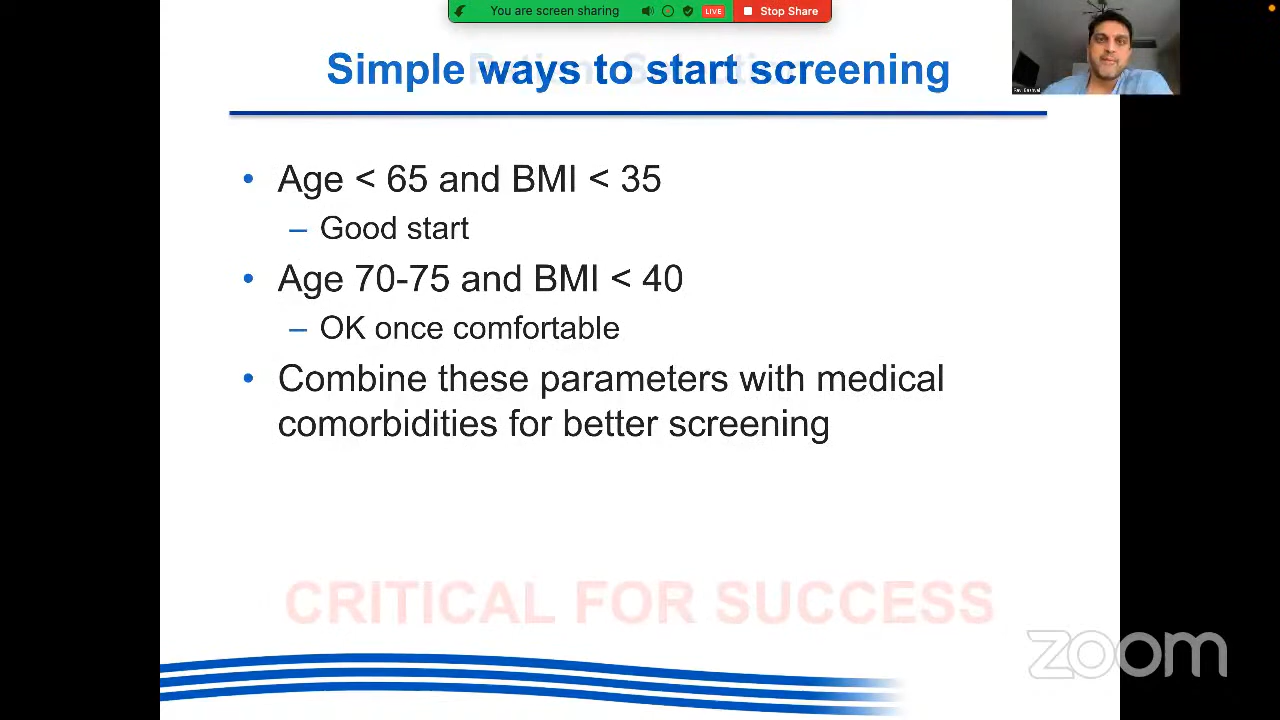 You are screen sharing
LIVE
Stop Share
Simple ways to start screening
• Age < 65 and BMI < 35
– Good start
• Age 70-75 and BMI < 40
– OK once comfortable
• Combine these parameters with medical
comorbidities for better screening
CRITICAL FOR SUCCESS
zoom